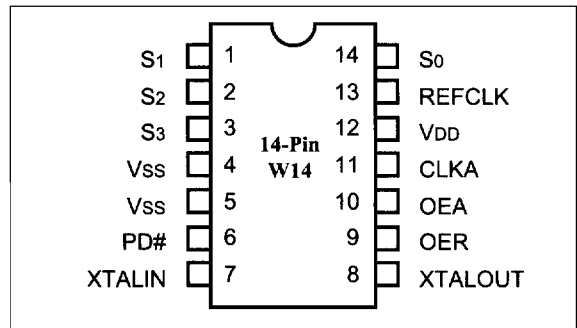 S1 1 14 S0
S2 2 13 REFCLK
S3 3 12 VDD
14-Pin
VSS 4 W14 11 CLKA
VSS 5 10 OEA
PD# 6 9 OER
XTALIN 7 8 XTALOUT